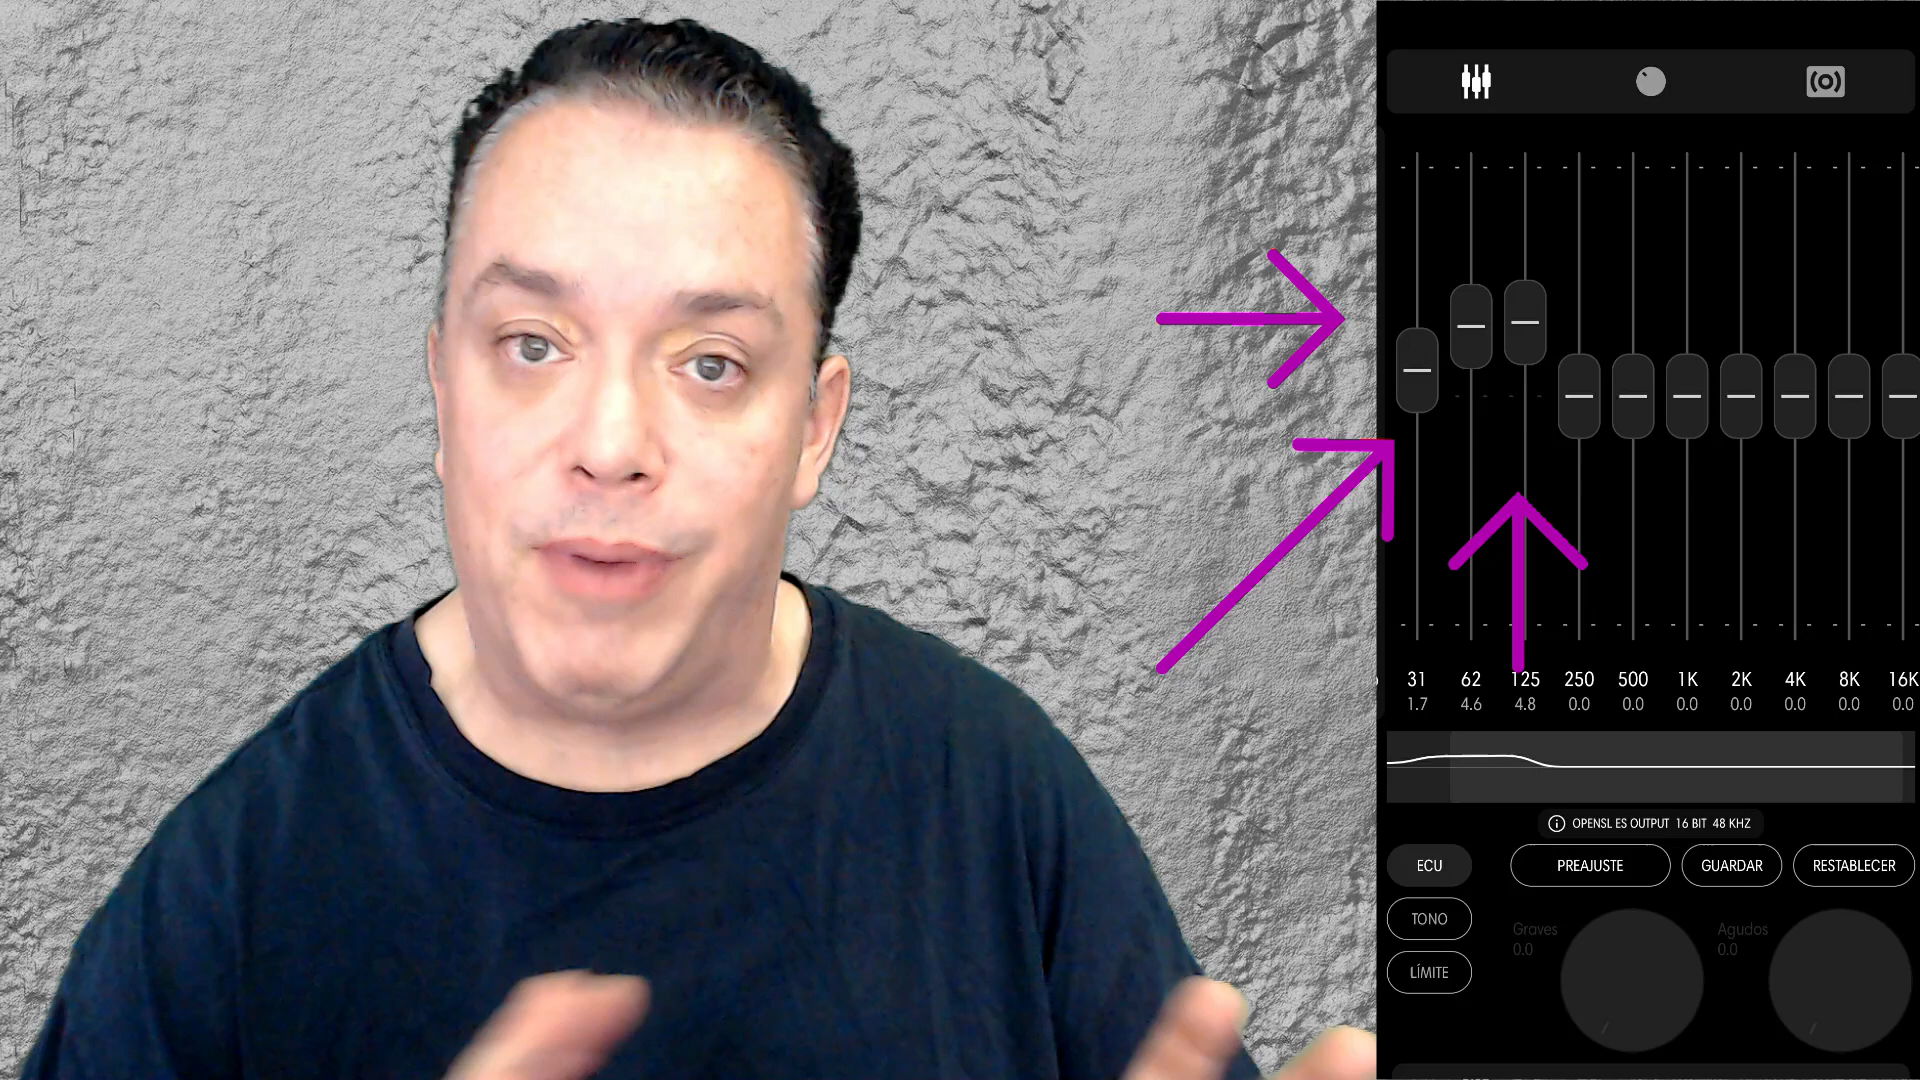 31 62 125 250 500 1K 2K 4K 8K 16K
1.7 4.6 4.8 0.0 0.0 0.0 0.0 0.0 0.0 0.0
OPENSL ES OUTPUT 16 BIT 48 KHZ
ECU PREAJUSTE GUARDAR RESTABLECER
TONO
LÍMITE
Graves
0.0
Agudos
0.0